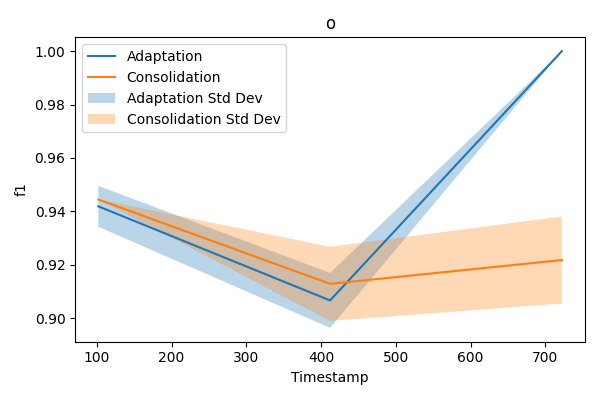 o
1.00
0.98
0.96
0.94
0.92
0.90
f1
Adaptation
Consolidation
Adaptation Std Dev
Consolidation Std Dev
100 200 300 400 500 600 700
Timestamp